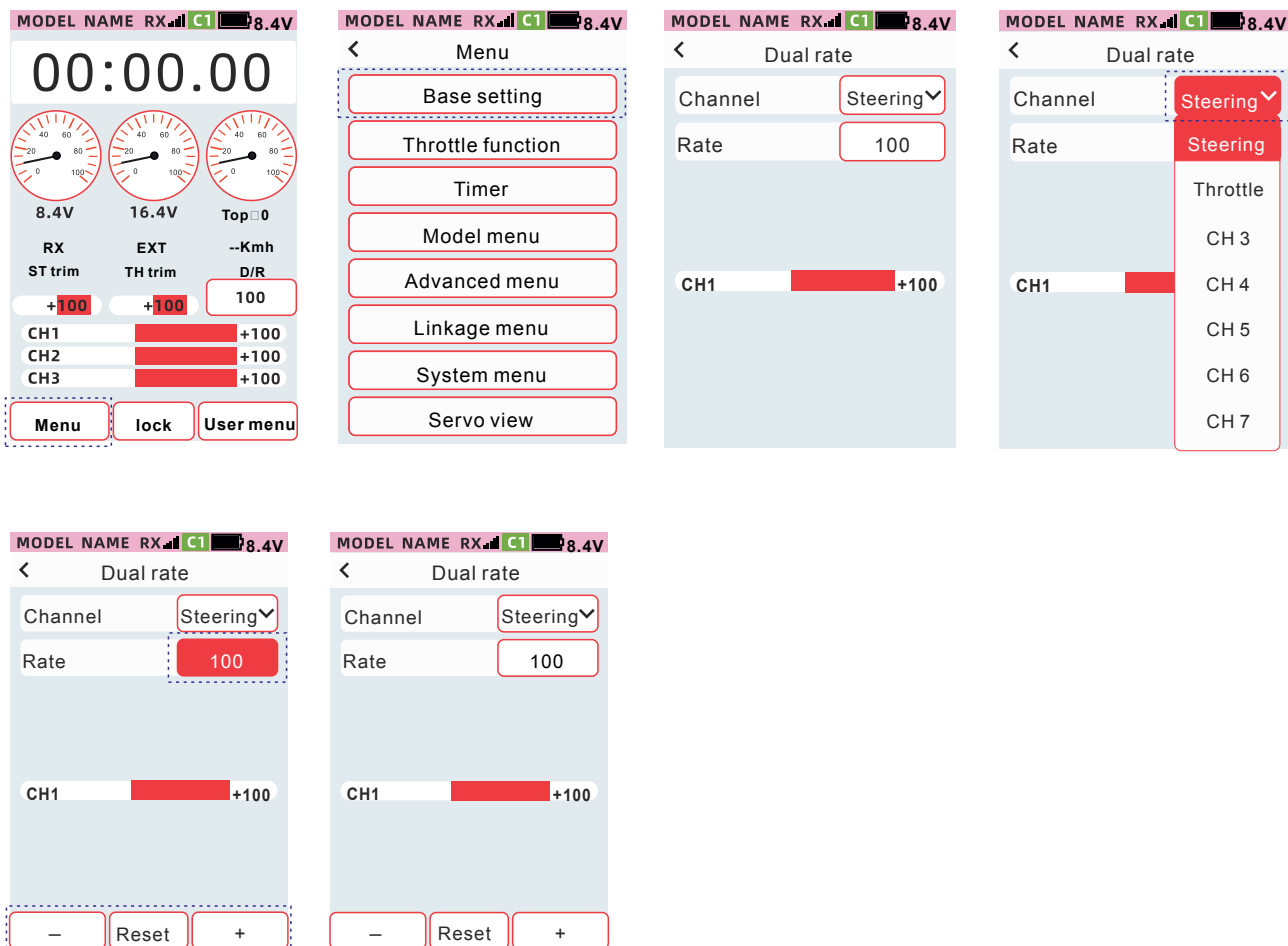 MODEL NAME RX C1 8.4V
00:00.00
20 40 60 80 0 100
20 40 60 80 0 100
20 40 60 80 0 100
8.4V 16.4V Top□0
RX EXT --Kmh
ST trim TH trim D/R
+100 +100 100
CH1 +100
CH2 +100
CH3 +100
Menu lock User menu
MODEL NAME RX C1 8.4V
Menu
Base setting
Throttle function
Timer
Model menu
Advanced menu
Linkage menu
System menu
Servo view
MODEL NAME RX C1 8.4V
Dual rate
Channel Steering
Rate 100
CH1 +100
MODEL NAME RX C1 8.4V
Dual rate
Channel Steering
Rate Steering
Throttle
CH 3
CH1 CH 4
CH 5
CH 6
CH 7
MODEL NAME RX C1 8.4V
Dual rate
Channel Steering
Rate 100
CH1 +100
– Reset +
MODEL NAME RX C1 8.4V
Dual rate
Channel Steering
Rate 100
CH1 +100
– Reset +